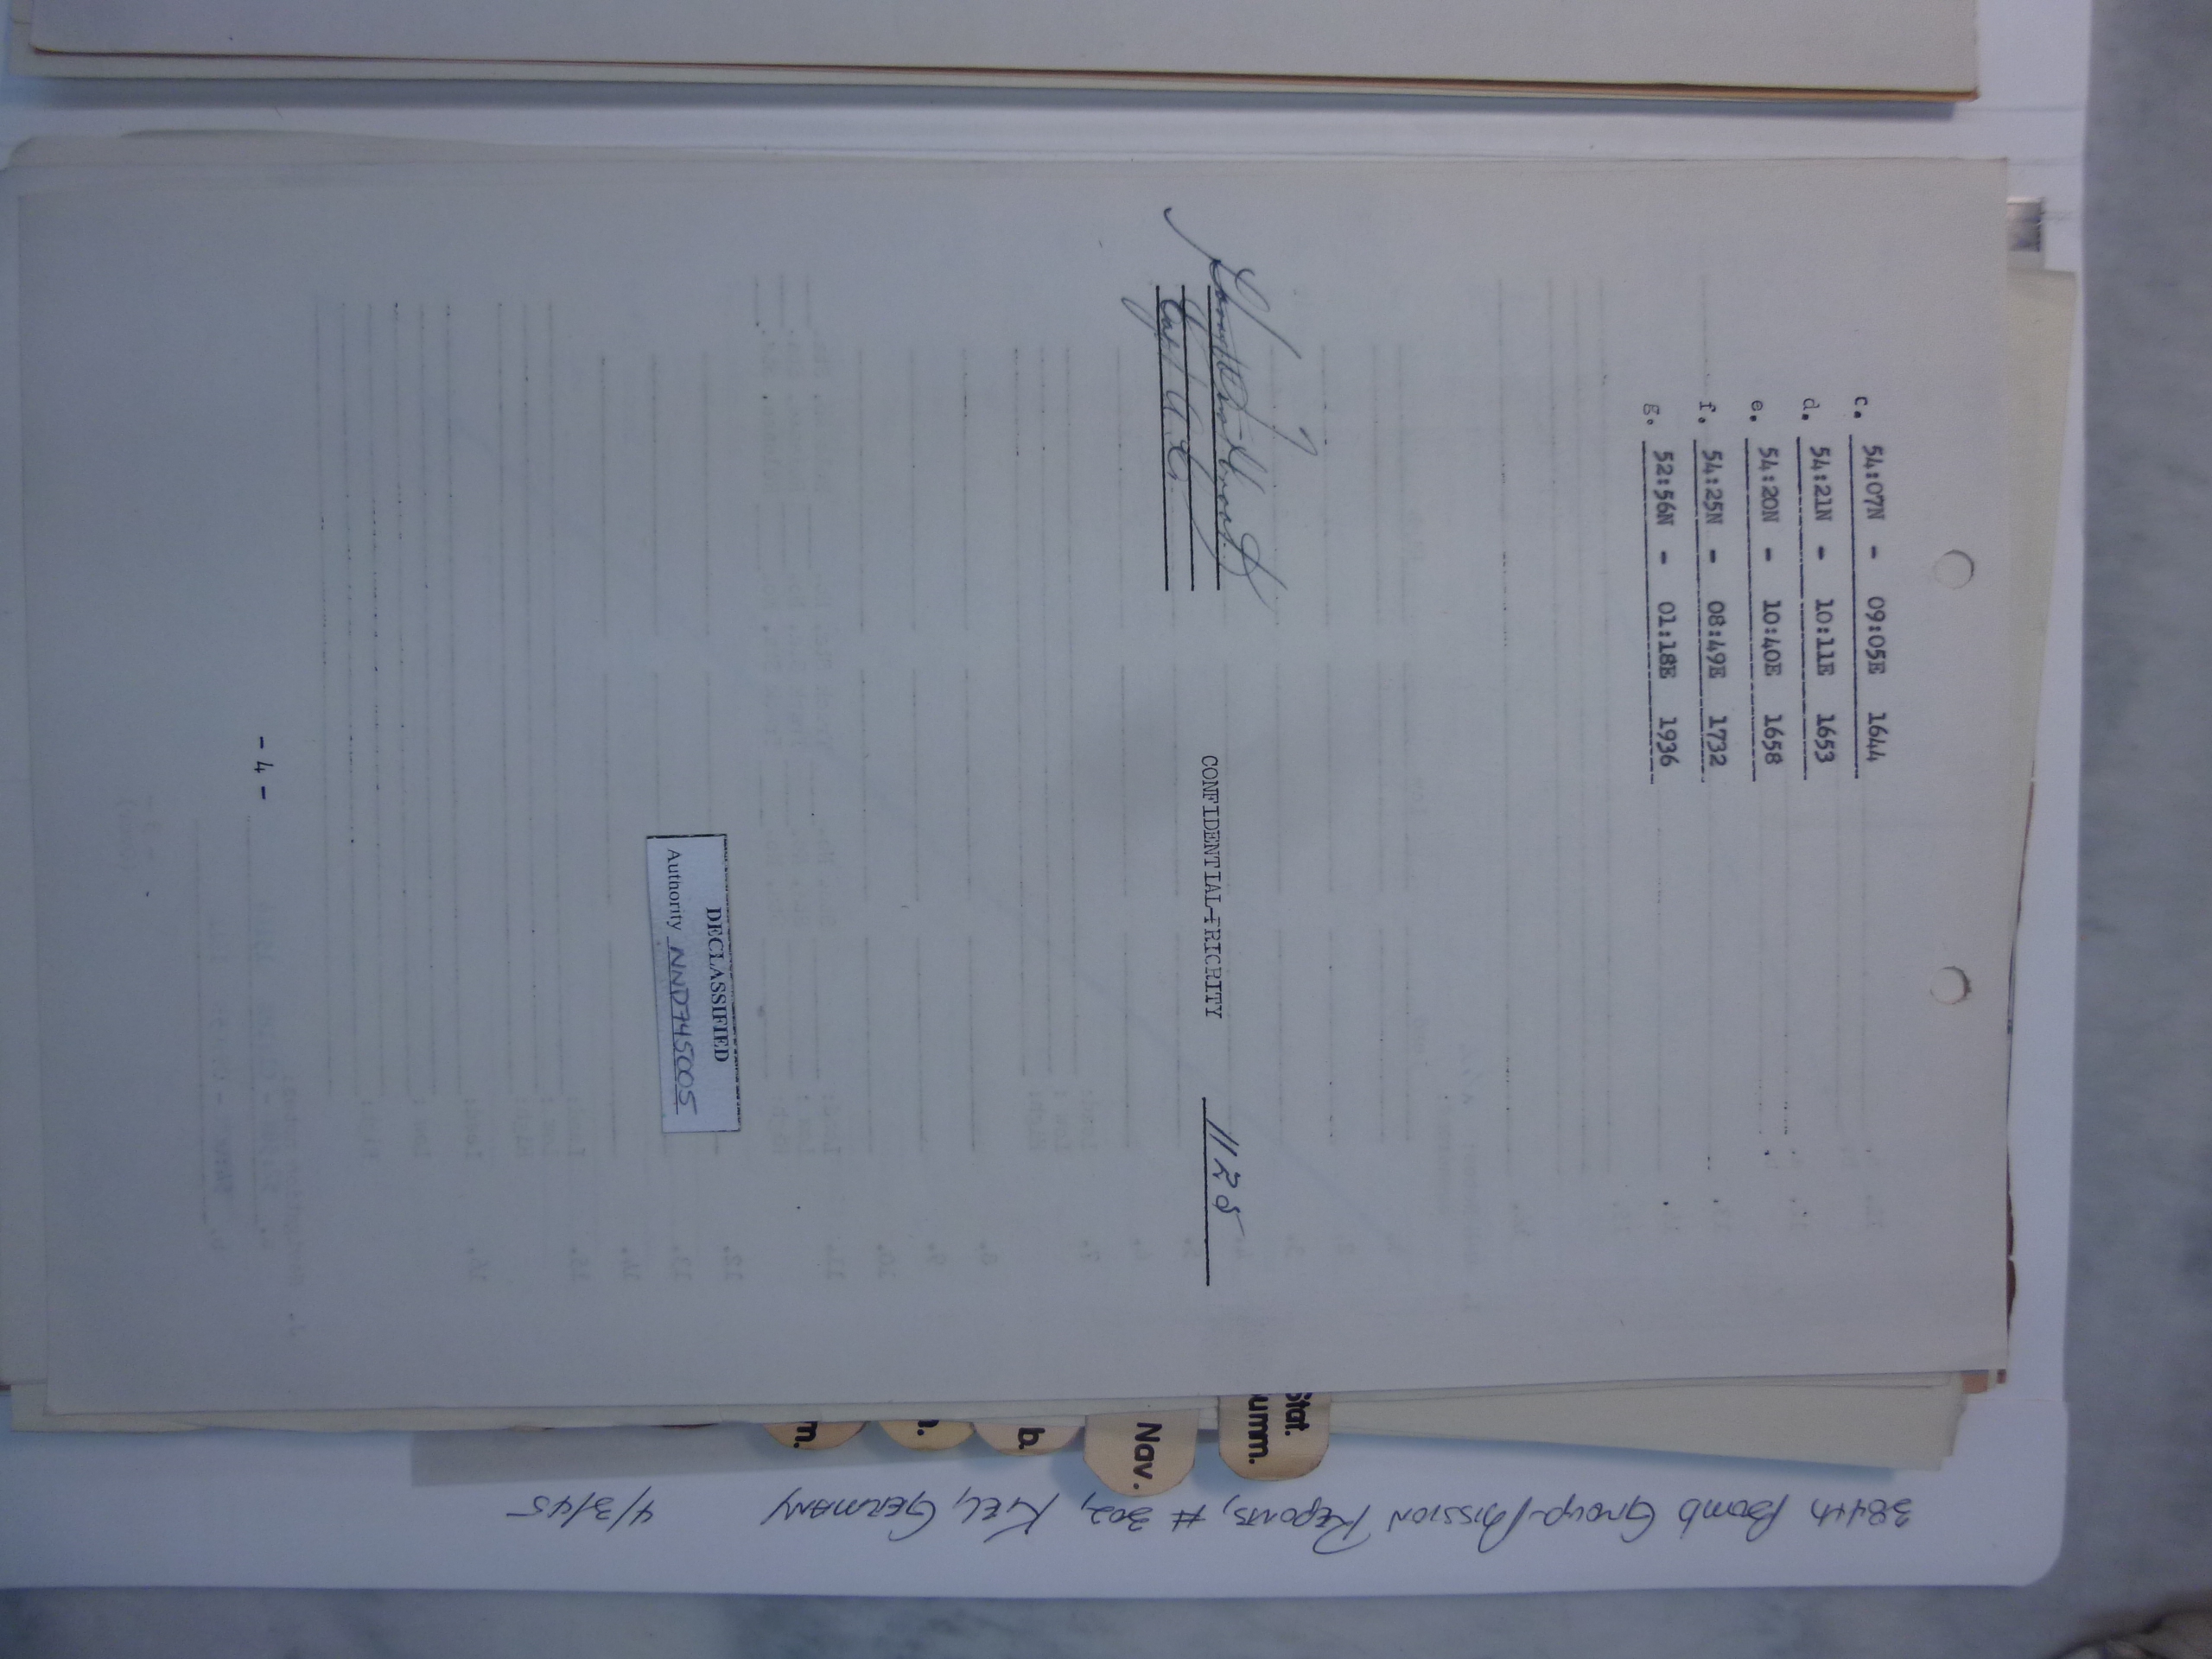 c. 54:07N - 09:05E 1644
d. 54:21N - 10:11E 1653
e. 54:20N - 10:40E 1658
f. 54:25N - 08:49E 1732
g. 52:56N - 01:18E 1936
CONFIDENTIAL-PRIORITY 1125
DECLASSIFIED
Authority NND745005
- 4 -
Stat.
umm.
Nav.
b.
m.
384th Bomb Group-Mission Reports, # 302, KIEL, GERMANY 4/3/45